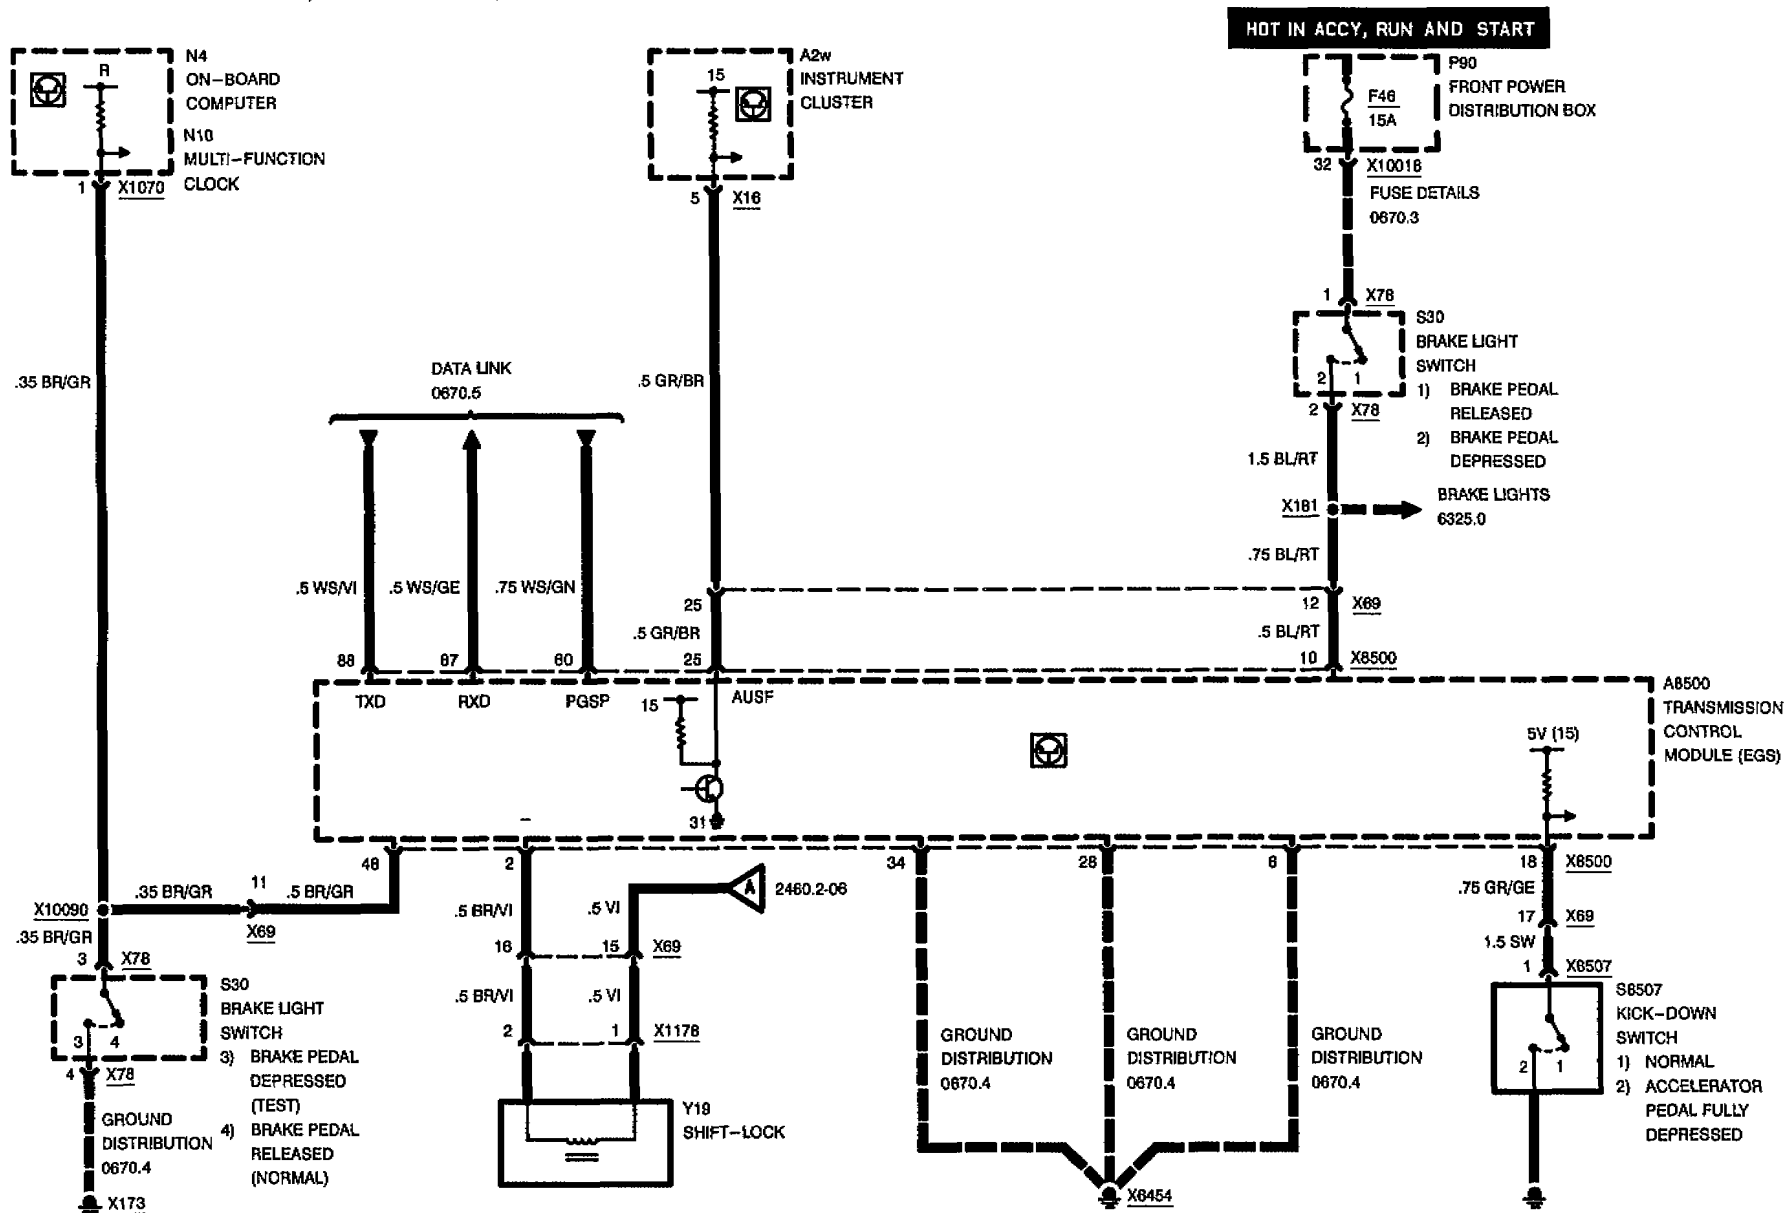 HOT IN ACCY, RUN AND START
N4
ON-BOARD
COMPUTER
N10
MULTI-FUNCTION
CLOCK
R
1
X1070
A2w
INSTRUMENT
CLUSTER
15
5
X16
P90
FRONT POWER
DISTRIBUTION BOX
F46
15A
32
X10016
FUSE DETAILS
0670.3
1
X78
S30
BRAKE LIGHT
SWITCH
1) BRAKE PEDAL
RELEASED
2) BRAKE PEDAL
DEPRESSED
2 1
2
X78
.35 BR/GR
DATA LINK
0670.5
.5 GR/BR
1.5 BL/RT
X181
BRAKE LIGHTS
6325.0
.75 BL/RT
.5 WS/VI
.5 WS/GE
.75 WS/GN
25
12
X69
.5 GR/BR
.5 BL/RT
88
87
60
25
10
X8500
TXD
RXD
PGSP
AUSF
15
31
5V (15)
A8500
TRANSMISSION
CONTROL
MODULE (EGS)
48
2
34
28
6
18
X8500
.75 GR/GE
17
X69
1.5 SW
1
X8507
S8507
KICK-DOWN
SWITCH
1) NORMAL
2) ACCELERATOR
PEDAL FULLY
DEPRESSED
2 1
X10090
.35 BR/GR
11
.5 BR/GR
X69
.35 BR/GR
3
X78
S30
BRAKE LIGHT
SWITCH
3) BRAKE PEDAL
DEPRESSED
(TEST)
4) BRAKE PEDAL
RELEASED
(NORMAL)
3 4
4
X78
GROUND
DISTRIBUTION
0670.4
X173
A
2460.2-06
.5 BR/VI
.5 VI
16
15
X69
.5 BR/VI
.5 VI
2
1
X1178
Y19
SHIFT-LOCK
GROUND
DISTRIBUTION
0670.4
GROUND
DISTRIBUTION
0670.4
GROUND
DISTRIBUTION
0670.4
X6454